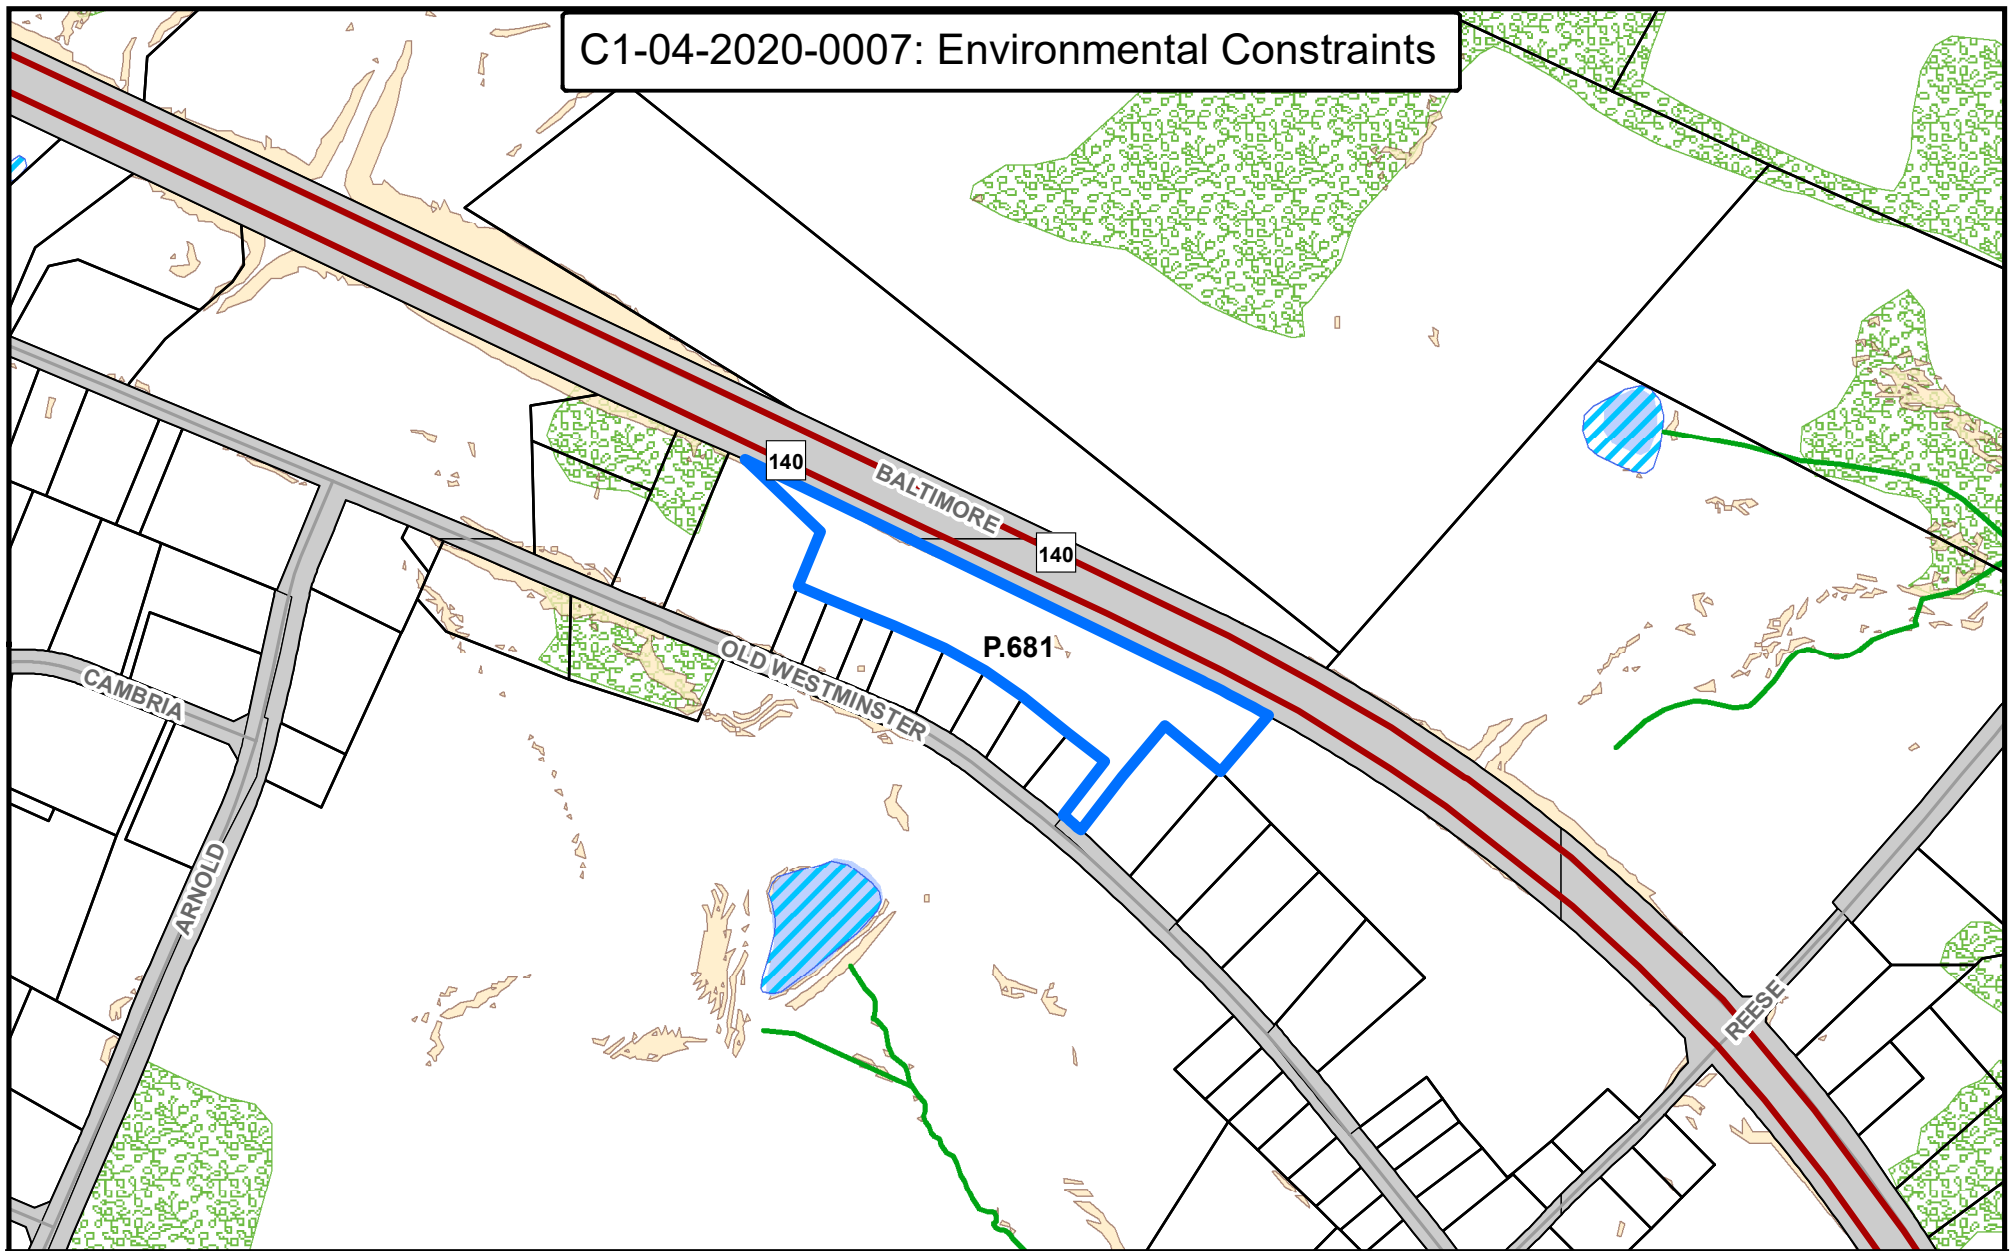 C1-04-2020-0007: Environmental Constraints
140
BALTIMORE
140
P.681
OLD WESTMINSTER
CAMBRIA
ARNOLD
REESE